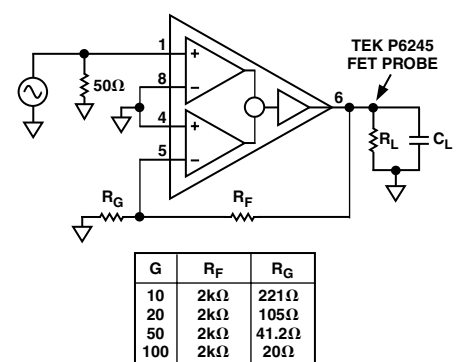 TEK P6245
FET PROBE
1
+
50Ω
8
–
4
+
5
–
6
RL
CL
RG
RF
G RF RG
10 2kΩ 221Ω
20 2kΩ 105Ω
50 2kΩ 41.2Ω
100 2kΩ 20Ω